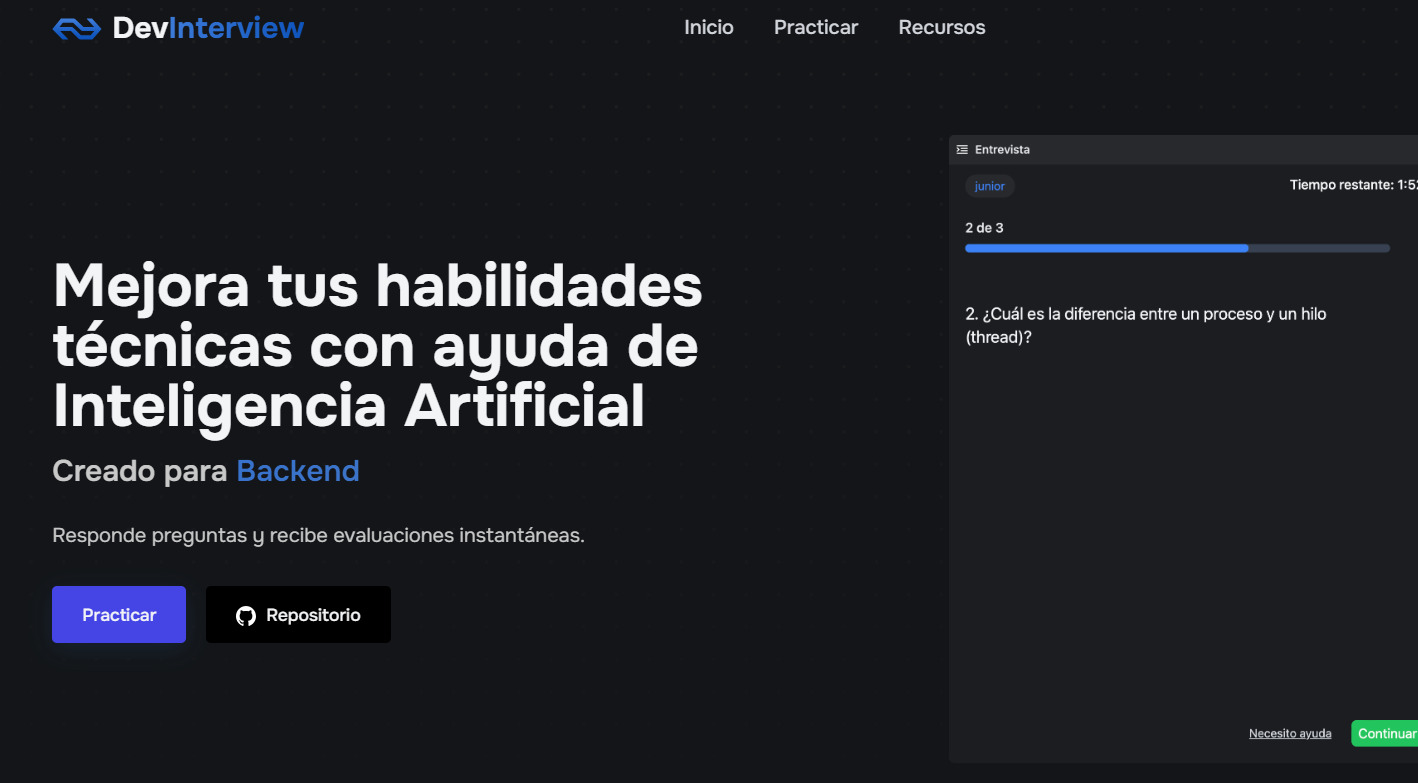 DevInterview
Inicio
Practicar
Recursos
Mejora tus habilidades
técnicas con ayuda de
Inteligencia Artificial
Creado para Backend
Responde preguntas y recibe evaluaciones instantáneas.
Practicar
Repositorio
Entrevista
junior
Tiempo restante: 1:52
2 de 3
2. ¿Cuál es la diferencia entre un proceso y un hilo
(thread)?
Necesito ayuda
Continuar